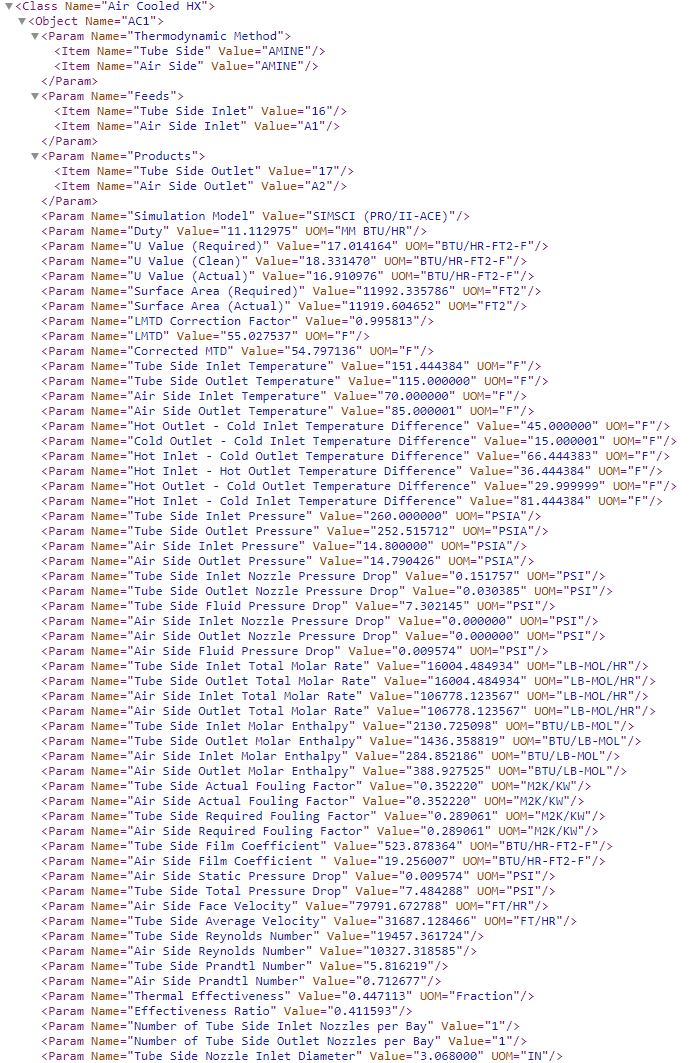 ▼<Class Name="Air Cooled HX">
▼<Object Name="AC1">
▼<Param Name="Thermodynamic Method">
<Item Name="Tube Side" Value="AMINE"/>
<Item Name="Air Side" Value="AMINE"/>
</Param>
▼<Param Name="Feeds">
<Item Name="Tube Side Inlet" Value="16"/>
<Item Name="Air Side Inlet" Value="A1"/>
</Param>
▼<Param Name="Products">
<Item Name="Tube Side Outlet" Value="17"/>
<Item Name="Air Side Outlet" Value="A2"/>
</Param>
<Param Name="Simulation Model" Value="SIMSCI (PRO/II-ACE)"/>
<Param Name="Duty" Value="11.112975" UOM="MM BTU/HR"/>
<Param Name="U Value (Required)" Value="17.014164" UOM="BTU/HR-FT2-F"/>
<Param Name="U Value (Clean)" Value="18.331470" UOM="BTU/HR-FT2-F"/>
<Param Name="U Value (Actual)" Value="16.910976" UOM="BTU/HR-FT2-F"/>
<Param Name="Surface Area (Required)" Value="11992.335786" UOM="FT2"/>
<Param Name="Surface Area (Actual)" Value="11919.604652" UOM="FT2"/>
<Param Name="LMTD Correction Factor" Value="0.995813"/>
<Param Name="LMTD" Value="55.027537" UOM="F"/>
<Param Name="Corrected MTD" Value="54.797136" UOM="F"/>
<Param Name="Tube Side Inlet Temperature" Value="151.444384" UOM="F"/>
<Param Name="Tube Side Outlet Temperature" Value="115.000000" UOM="F"/>
<Param Name="Air Side Inlet Temperature" Value="70.000000" UOM="F"/>
<Param Name="Air Side Outlet Temperature" Value="85.000001" UOM="F"/>
<Param Name="Hot Outlet - Cold Inlet Temperature Difference" Value="45.000000" UOM="F"/>
<Param Name="Cold Outlet - Cold Inlet Temperature Difference" Value="15.000001" UOM="F"/>
<Param Name="Hot Inlet - Cold Outlet Temperature Difference" Value="66.444383" UOM="F"/>
<Param Name="Hot Inlet - Hot Outlet Temperature Difference" Value="36.444384" UOM="F"/>
<Param Name="Hot Outlet - Cold Outlet Temperature Difference" Value="29.999999" UOM="F"/>
<Param Name="Hot Inlet - Cold Inlet Temperature Difference" Value="81.444384" UOM="F"/>
<Param Name="Tube Side Inlet Pressure" Value="260.000000" UOM="PSIA"/>
<Param Name="Tube Side Outlet Pressure" Value="252.515712" UOM="PSIA"/>
<Param Name="Air Side Inlet Pressure" Value="14.800000" UOM="PSIA"/>
<Param Name="Air Side Outlet Pressure" Value="14.790426" UOM="PSIA"/>
<Param Name="Tube Side Inlet Nozzle Pressure Drop" Value="0.151757" UOM="PSI"/>
<Param Name="Tube Side Outlet Nozzle Pressure Drop" Value="0.030385" UOM="PSI"/>
<Param Name="Tube Side Fluid Pressure Drop" Value="7.302145" UOM="PSI"/>
<Param Name="Air Side Inlet Nozzle Pressure Drop" Value="0.000000" UOM="PSI"/>
<Param Name="Air Side Outlet Nozzle Pressure Drop" Value="0.000000" UOM="PSI"/>
<Param Name="Air Side Fluid Pressure Drop" Value="0.009574" UOM="PSI"/>
<Param Name="Tube Side Inlet Total Molar Rate" Value="16004.484934" UOM="LB-MOL/HR"/>
<Param Name="Tube Side Outlet Total Molar Rate" Value="16004.484934" UOM="LB-MOL/HR"/>
<Param Name="Air Side Inlet Total Molar Rate" Value="106778.123567" UOM="LB-MOL/HR"/>
<Param Name="Air Side Outlet Total Molar Rate" Value="106778.123567" UOM="LB-MOL/HR"/>
<Param Name="Tube Side Inlet Molar Enthalpy" Value="2130.725098" UOM="BTU/LB-MOL"/>
<Param Name="Tube Side Outlet Molar Enthalpy" Value="1436.358819" UOM="BTU/LB-MOL"/>
<Param Name="Air Side Inlet Molar Enthalpy" Value="284.852186" UOM="BTU/LB-MOL"/>
<Param Name="Air Side Outlet Molar Enthalpy" Value="388.927525" UOM="BTU/LB-MOL"/>
<Param Name="Tube Side Actual Fouling Factor" Value="0.352220" UOM="M2K/KW"/>
<Param Name="Air Side Actual Fouling Factor" Value="0.352220" UOM="M2K/KW"/>
<Param Name="Tube Side Required Fouling Factor" Value="0.289061" UOM="M2K/KW"/>
<Param Name="Air Side Required Fouling Factor" Value="0.289061" UOM="M2K/KW"/>
<Param Name="Tube Side Film Coefficient" Value="523.878364" UOM="BTU/HR-FT2-F"/>
<Param Name="Air Side Film Coefficient " Value="19.256007" UOM="BTU/HR-FT2-F"/>
<Param Name="Air Side Static Pressure Drop" Value="0.009574" UOM="PSI"/>
<Param Name="Tube Side Total Pressure Drop" Value="7.484288" UOM="PSI"/>
<Param Name="Air Side Face Velocity" Value="79791.672788" UOM="FT/HR"/>
<Param Name="Tube Side Average Velocity" Value="31687.128466" UOM="FT/HR"/>
<Param Name="Tube Side Reynolds Number" Value="19457.361724"/>
<Param Name="Air Side Reynolds Number" Value="10327.318585"/>
<Param Name="Tube Side Prandtl Number" Value="5.816219"/>
<Param Name="Air Side Prandtl Number" Value="0.712677"/>
<Param Name="Thermal Effectiveness" Value="0.447113" UOM="Fraction"/>
<Param Name="Effectiveness Ratio" Value="0.411593"/>
<Param Name="Number of Tube Side Inlet Nozzles per Bay" Value="1"/>
<Param Name="Number of Tube Side Outlet Nozzles per Bay" Value="1"/>
<Param Name="Tube Side Nozzle Inlet Diameter" Value="3.068000" UOM="IN"/>